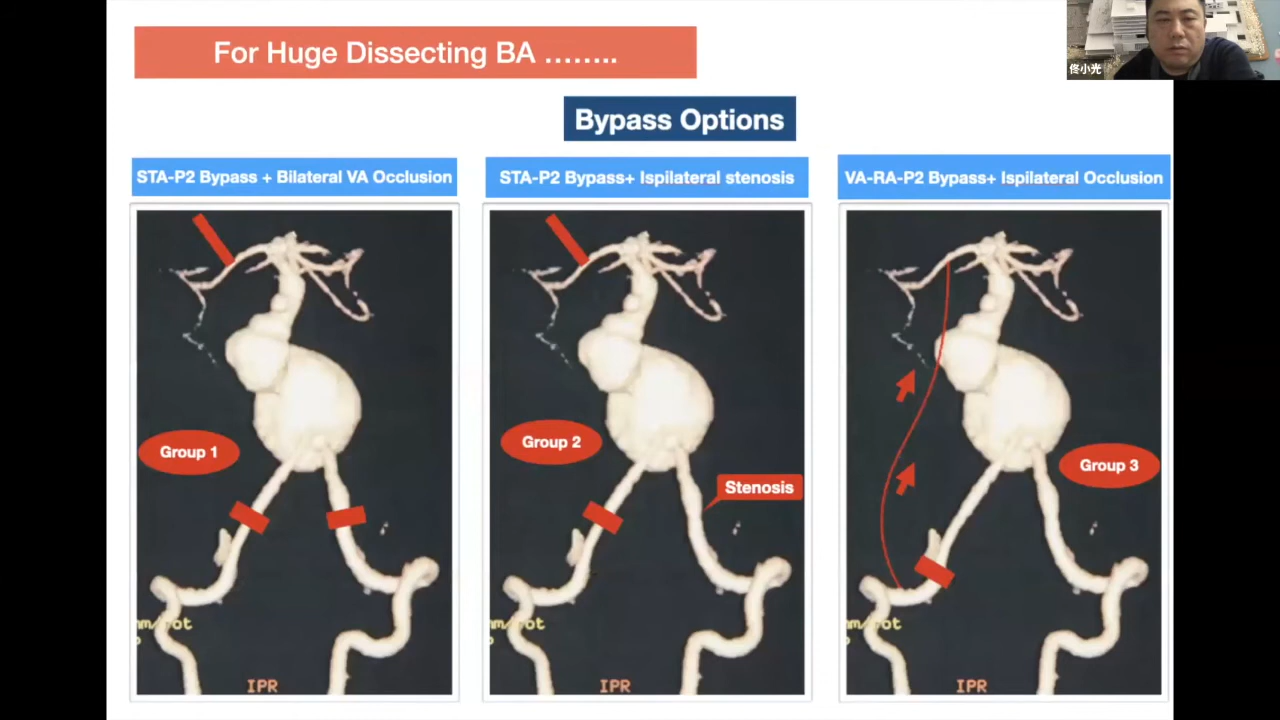 For Huge Dissecting BA ........
佟小光
Bypass Options
STA-P2 Bypass + Bilateral VA Occlusion
STA-P2 Bypass+ Ispilateral stenosis
VA-RA-P2 Bypass+ Ispilateral Occlusion
Group 1
Group 2
Stenosis
Group 3
IPR
IPR
IPR